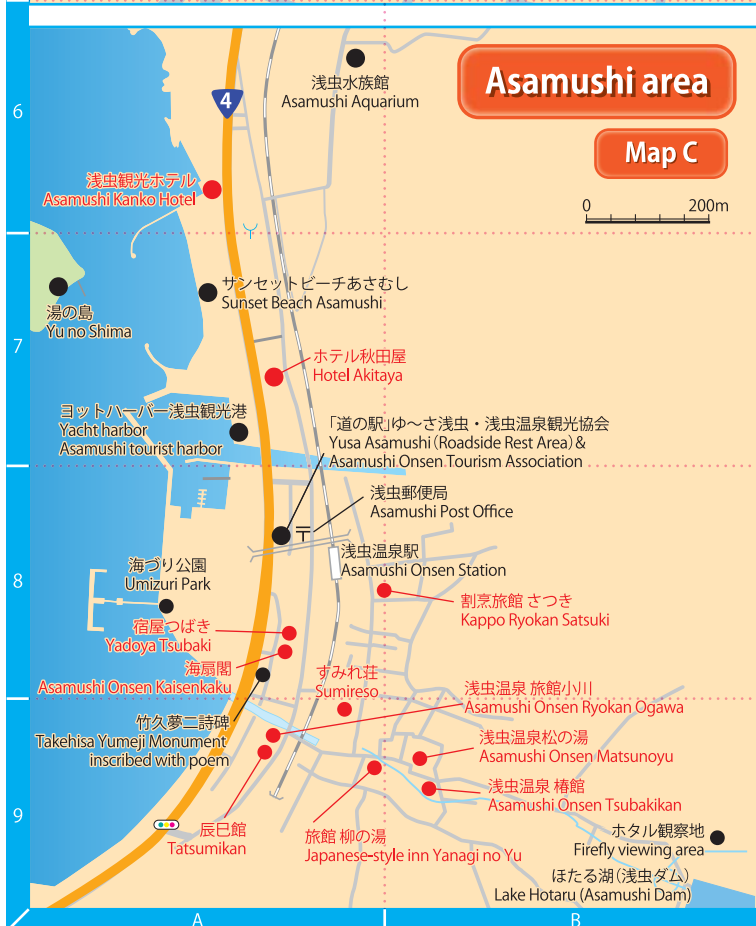 Asamushi area
Map C
0 200m
6
7
8
9
A
B
4
浅虫水族館
Asamushi Aquarium
浅虫観光ホテル
Asamushi Kanko Hotel
サンセットビーチあさむし
Sunset Beach Asamushi
湯の島
Yu no Shima
ホテル秋田屋
Hotel Akitaya
ヨットハーバー浅虫観光港
Yacht harbor
Asamushi tourist harbor
「道の駅」ゆ〜さ浅虫・浅虫温泉観光協会
Yusa Asamushi (Roadside Rest Area) &
Asamushi Onsen Tourism Association
浅虫郵便局
Asamushi Post Office
〒
浅虫温泉駅
Asamushi Onsen Station
海づり公園
Umizuri Park
割烹旅館 さつき
Kappo Ryokan Satsuki
宿屋つばき
Yadoya Tsubaki
海扇閣
Asamushi Onsen Kaisenkaku
すみれ荘
Sumireso
浅虫温泉 旅館小川
Asamushi Onsen Ryokan Ogawa
竹久夢二詩碑
Takehisa Yumeji Monument
inscribed with poem
浅虫温泉松の湯
Asamushi Onsen Matsunoyu
浅虫温泉 椿館
Asamushi Onsen Tsubakikan
辰巳館
Tatsumikan
旅館 柳の湯
Japanese-style inn Yanagi no Yu
ホタル観察地
Firefly viewing area
ほたる湖(浅虫ダム)
Lake Hotaru (Asamushi Dam)